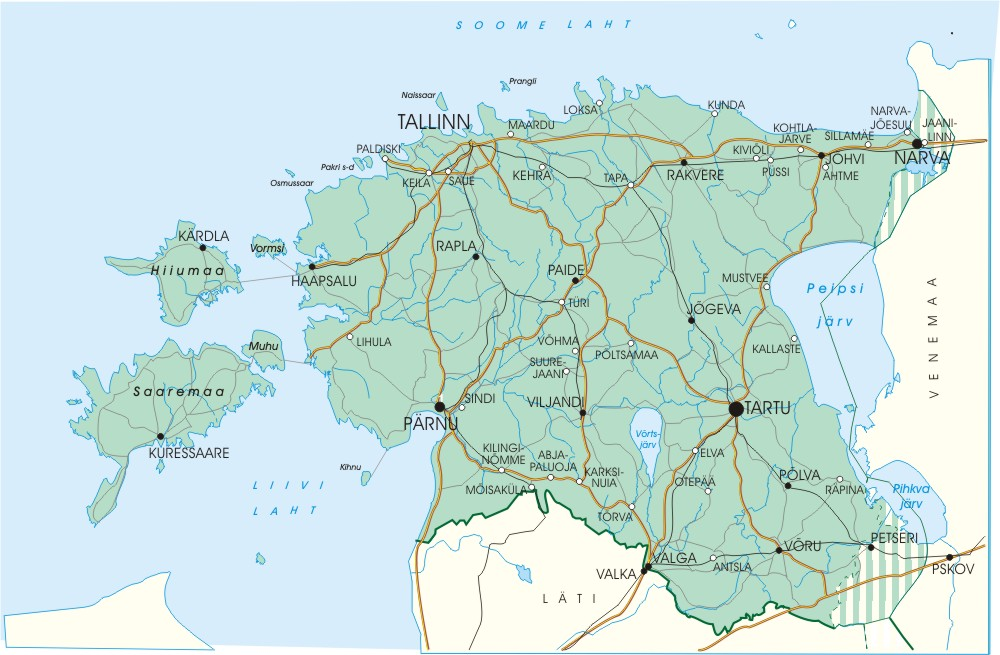 SOOME LAHT
Prangli
Naissaar
LOKSA
KUNDA
TALLINN
MAARDU
NARVA-
JÕESUU
JAANI-
LINN
KOHTLA-
JÄRVE
SILLAMÄE
PALDISKI
KIVIÕLI
JÕHVI
NARVA
Pakri s-d
KEILA
SAUE
KEHRA
TAPA
RAKVERE
PÜSSI
AHTME
Osmussaar
KÄRDLA
Vormsi
RAPLA
Hiiumaa
HAAPSALU
PAIDE
MUSTVEE
Peipsi
järv
VENEMAA
TÜRI
JÕGEVA
Muhu
LIHULA
VÕHMA
PÕLTSAMAA
KALLASTE
SUURE-
JAANI
Saaremaa
SINDI
VILJANDI
TARTU
PÄRNU
Võrts-
järv
KURESSAARE
KILINGI-
NÕMME
ABJA-
PALUOJA
ELVA
Kihnu
KARKSI-
NUIA
OTEPÄÄ
PÕLVA
RÄPINA
Pihkva
järv
LIIVI
LAHT
MÕISAKÜLA
TÕRVA
PETSERI
VÕRU
VALGA
ANTSLA
VALKA
PSKOV
LÄTI